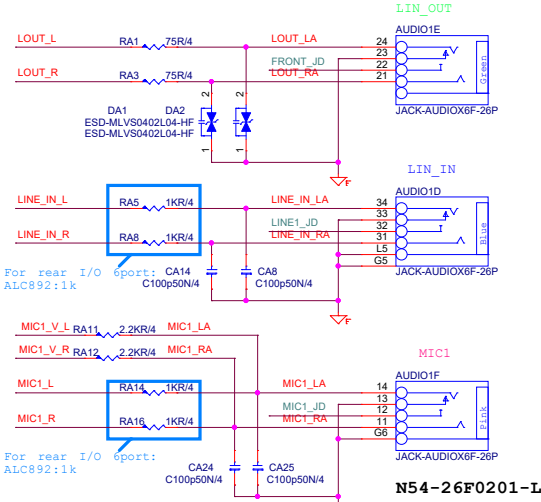 LIN_OUT
AUDIO1E
LOUT_L RA1 75R/4 LOUT_LA 24
23
FRONT_JD 22
LOUT_R RA3 75R/4 LOUT_RA 21
Green
JACK-AUDIOX6F-26P
2 2
DA1 DA2
ESD-MLVS0402L04-HF
ESD-MLVS0402L04-HF
1 1
F
LIN_IN
AUDIO1D
LINE_IN_L RA5 1KR/4 LINE_IN_LA 34
33
LINE1_JD 32
LINE_IN_R RA8 1KR/4 LINE_IN_RA 31
L5
G5
Blue
JACK-AUDIOX6F-26P
For rear I/O 6port:
ALC892:1k
CA14 CA8
C100p50N/4 C100p50N/4
F
MIC1_V_L RA11 2.2KR/4 MIC1_LA
MIC1_V_R RA12 2.2KR/4 MIC1_RA
MIC1
AUDIO1F
MIC1_L RA14 1KR/4 MIC1_LA 14
13
MIC1_JD 12
MIC1_R RA16 1KR/4 MIC1_RA 11
G6
Pink
JACK-AUDIOX6F-26P
For rear I/O 6port:
ALC892:1k
CA24 CA25
C100p50N/4 C100p50N/4
N54-26F0201-L